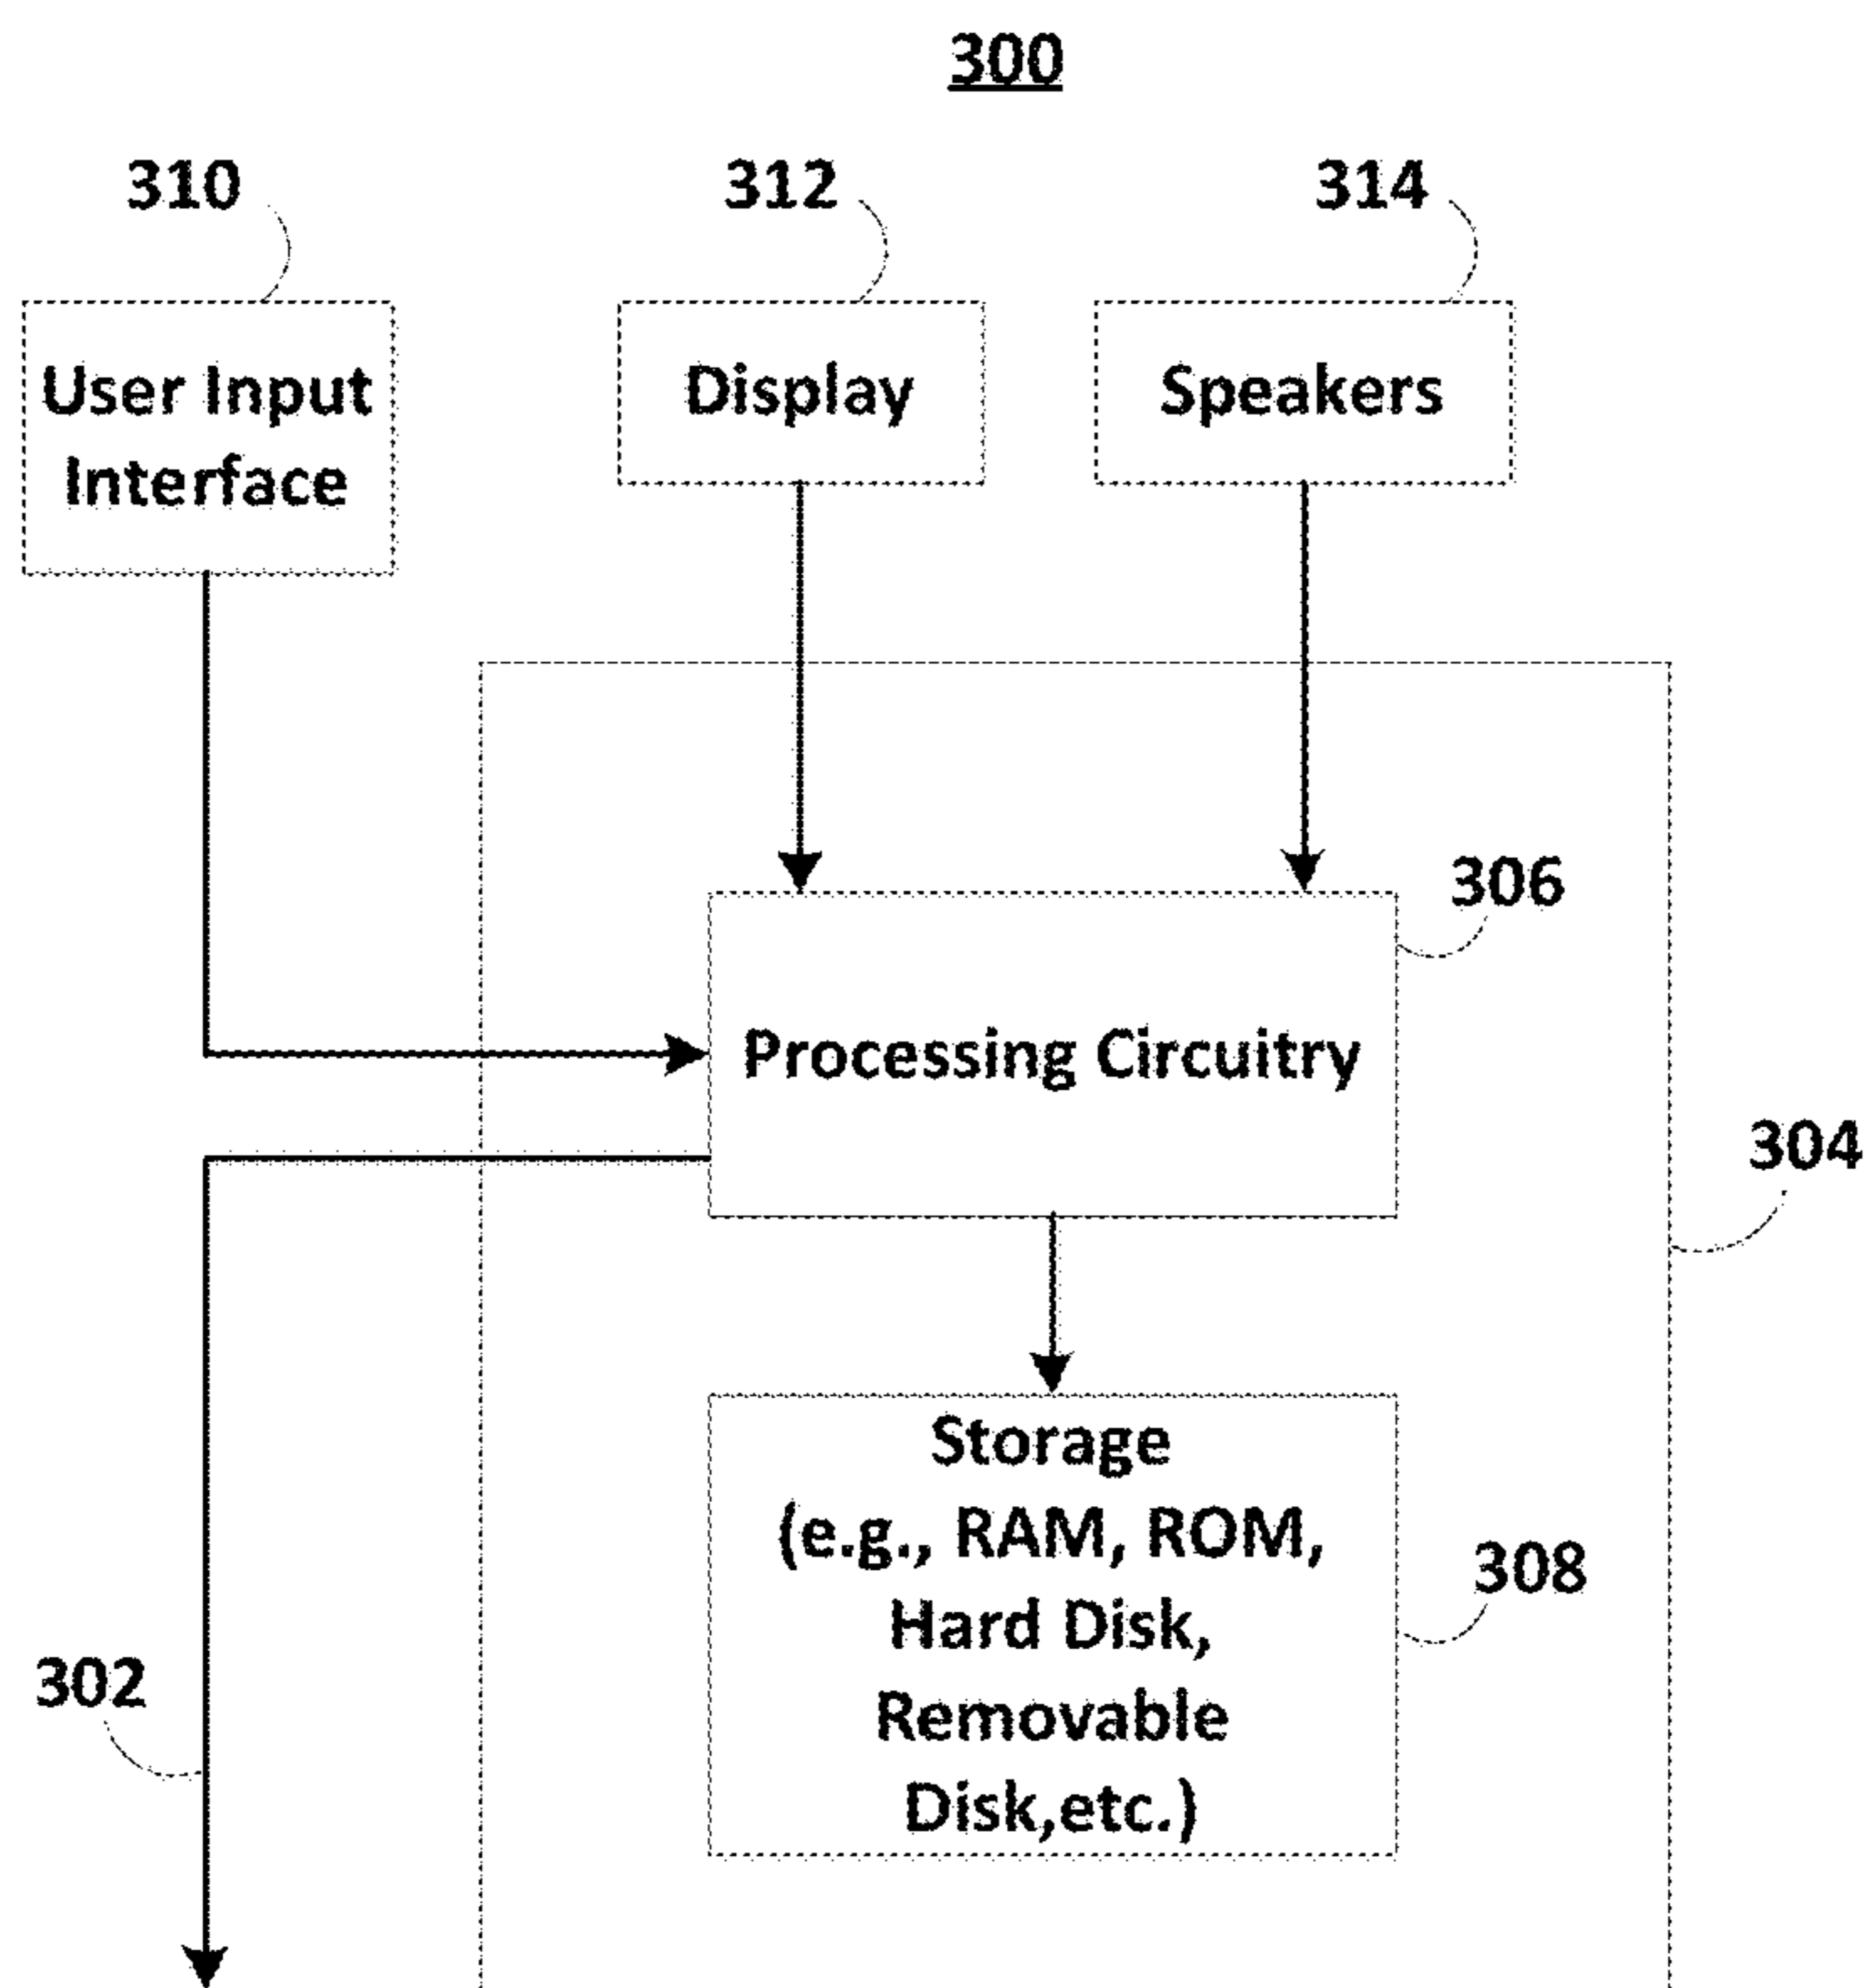 300
310
312
314
User Input
Interface
Display
Speakers
306
Processing Circuitry
304
Storage
(e.g., RAM, ROM,
Hard Disk,
Removable
Disk,etc.)
308
302